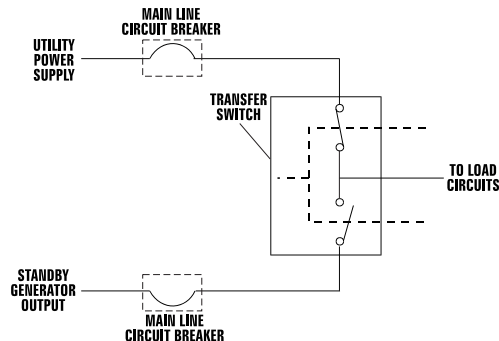 MAIN LINE
CIRCUIT BREAKER
UTILITY
POWER
SUPPLY
TRANSFER
SWITCH
TO LOAD
CIRCUITS
STANDBY
GENERATOR
OUTPUT
MAIN LINE
CIRCUIT BREAKER